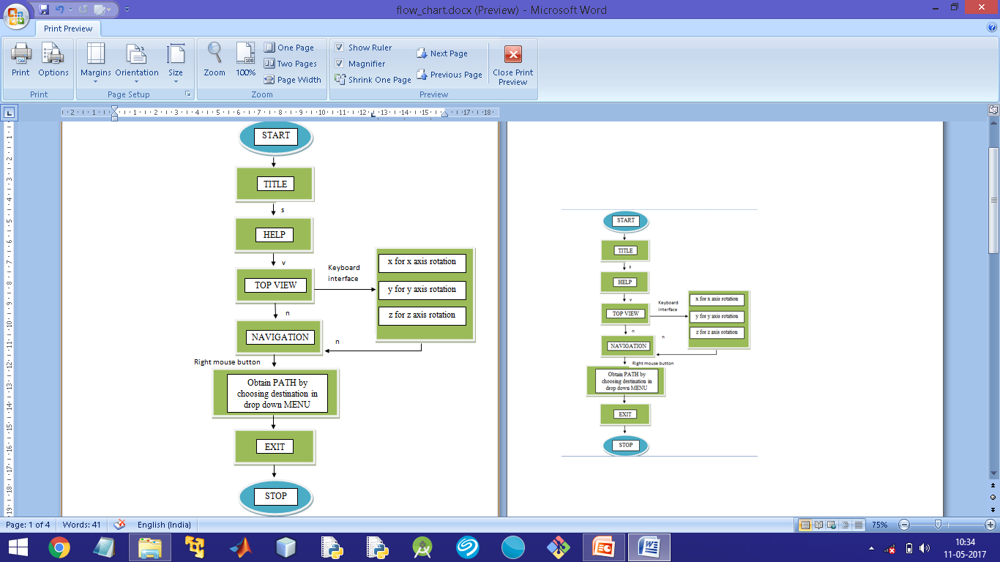 flow_chart.docx (Preview) - Microsoft Word
Print Preview
Print
Options
Margins
Orientation
Size
Zoom
100%
One Page
Two Pages
Page Width
Show Ruler
Magnifier
Shrink One Page
Next Page
Previous Page
Close Print
Preview
Print
Page Setup
Zoom
Preview
START
TITLE
s
HELP
v
TOP VIEW
Keyboard
interface
x for x axis rotation
y for y axis rotation
z for z axis rotation
n
NAVIGATION
n
Right mouse button
Obtain PATH by
choosing destination in
drop down MENU
EXIT
STOP
START
TITLE
s
HELP
v
TOP VIEW
Keyboard
interface
x for x axis rotation
y for y axis rotation
z for z axis rotation
n
n
NAVIGATION
Right mouse button
Obtain PATH by
choosing destination in
drop down MENU
EXIT
STOP
Page: 1 of 4
Words: 41
English (India)
75%
10:34
11-05-2017